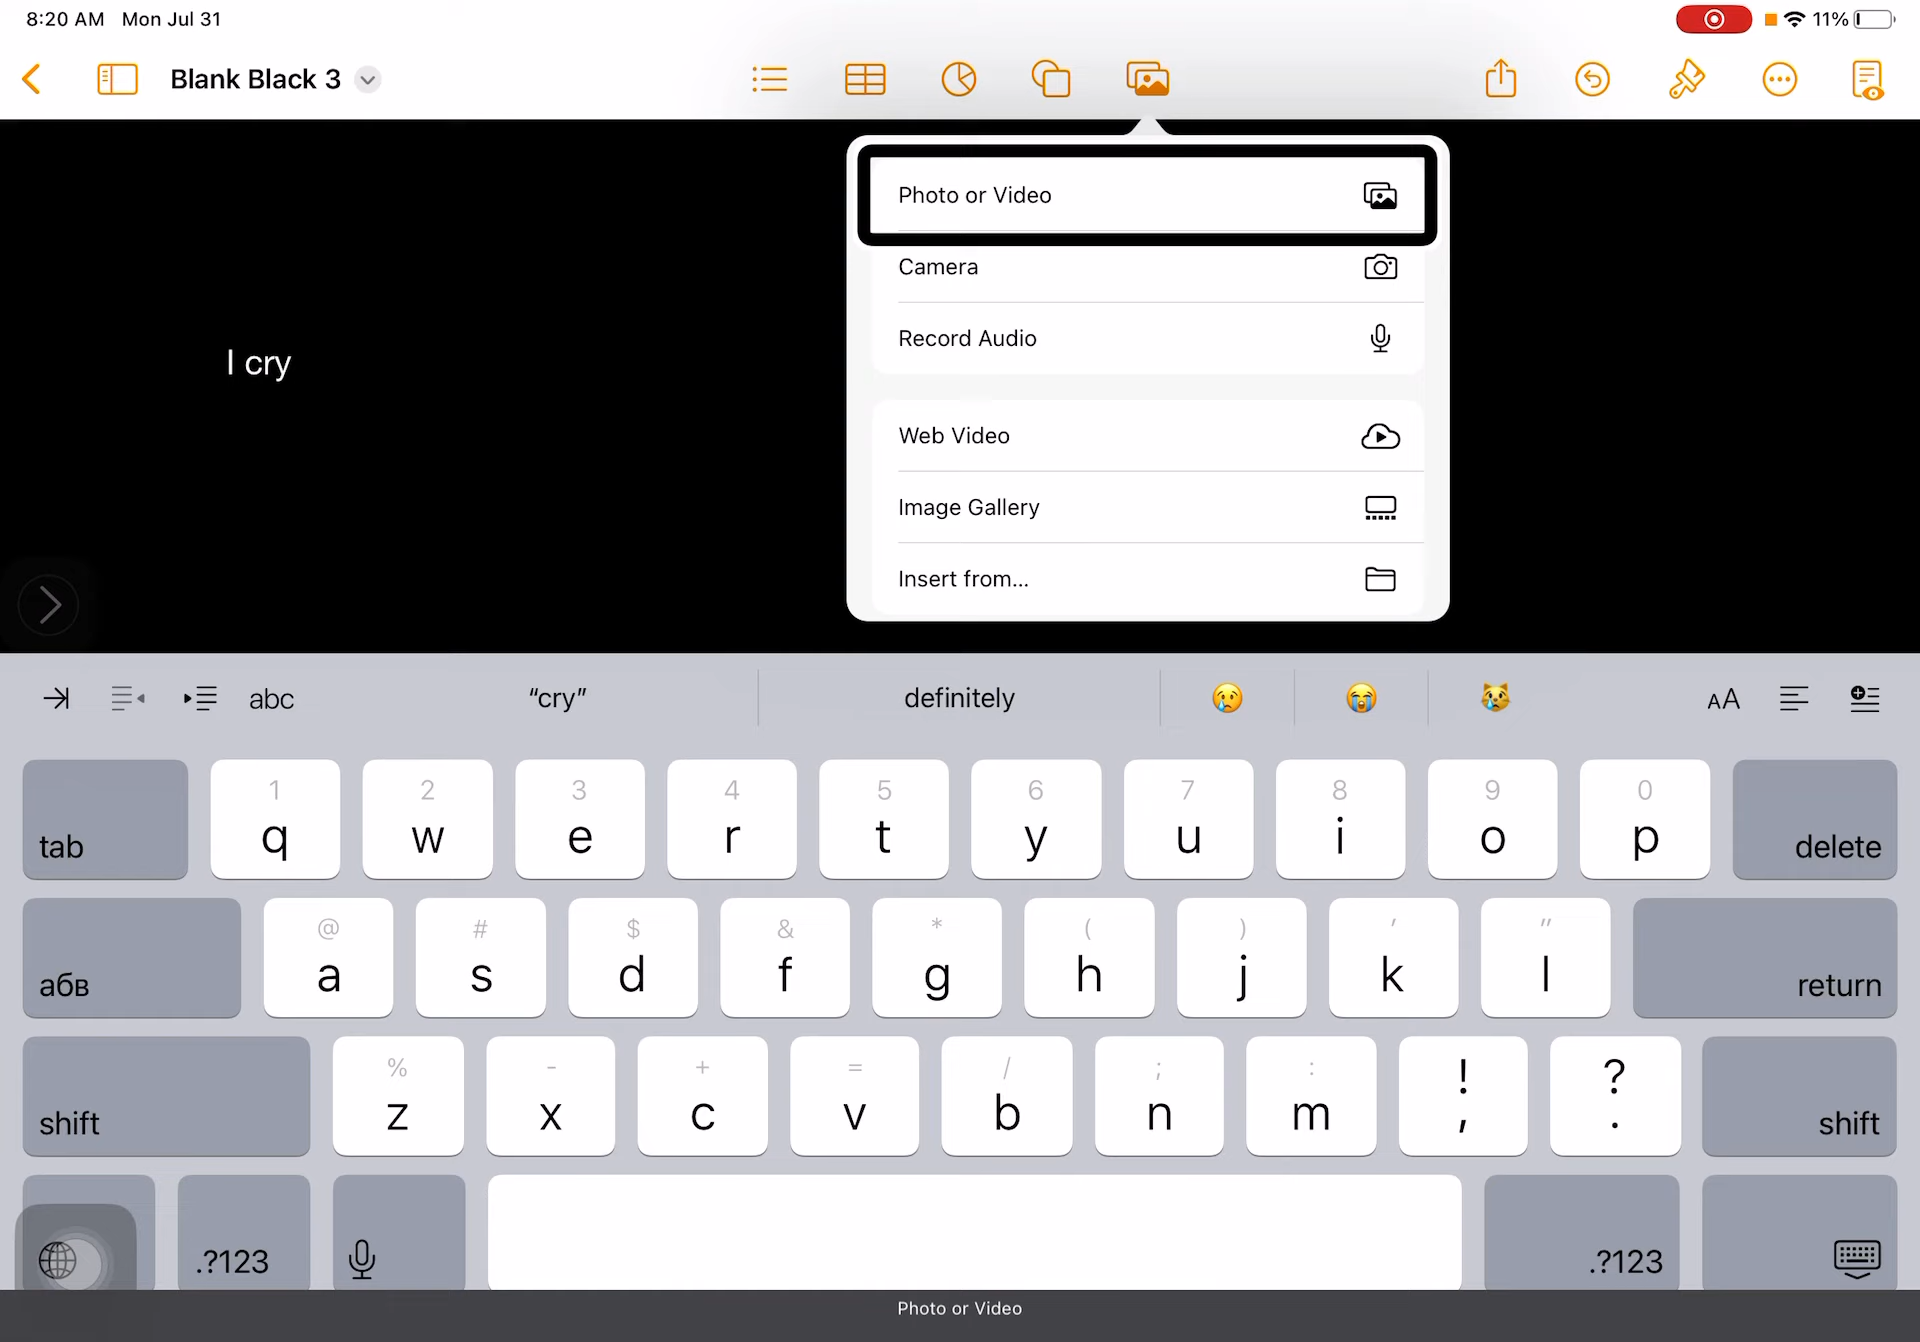 8:20 AM Mon Jul 31
11%
Blank Black 3
Photo or Video
Camera
Record Audio
Web Video
Image Gallery
Insert from...
I cry
abc
“cry”
definitely
AA
1 2 3 4 5 6 7 8 9 0
tab q w e r t y u i o p delete
@ # $ & * ( ) ' "
абв a s d f g h j k l return
% - + = / ; : ! ?
shift z x c v b n m , . shift
.?123
.?123
Photo or Video